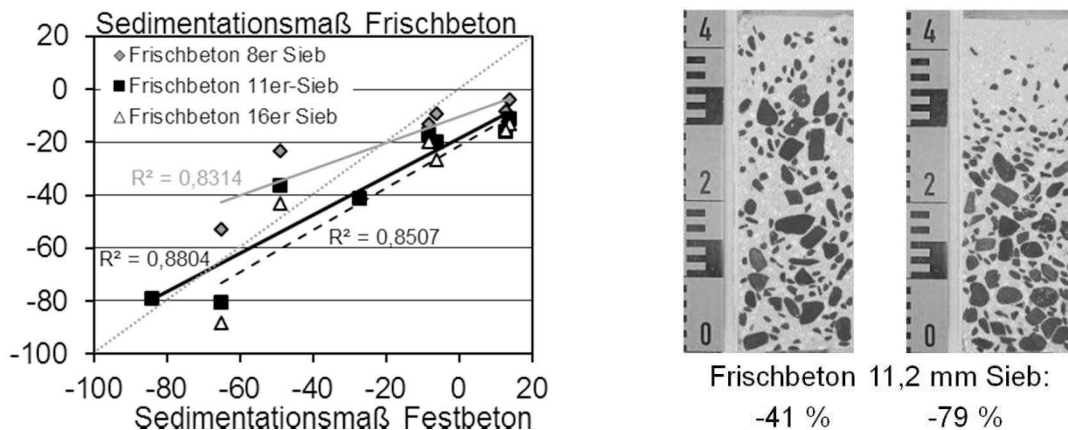 Sedimentationsmaß Frischbeton
20
0
-20
-40
-60
-80
-100
Frischbeton 8er Sieb
Frischbeton 11er-Sieb
Frischbeton 16er Sieb
R² = 0,8314
R² = 0,8507
R² = 0,8804
-100 -80 -60 -40 -20 0 20
Sedimentationsmaß Festbeton
4 4
2 2
0 0
Frischbeton 11,2 mm Sieb:
-41 % -79 %